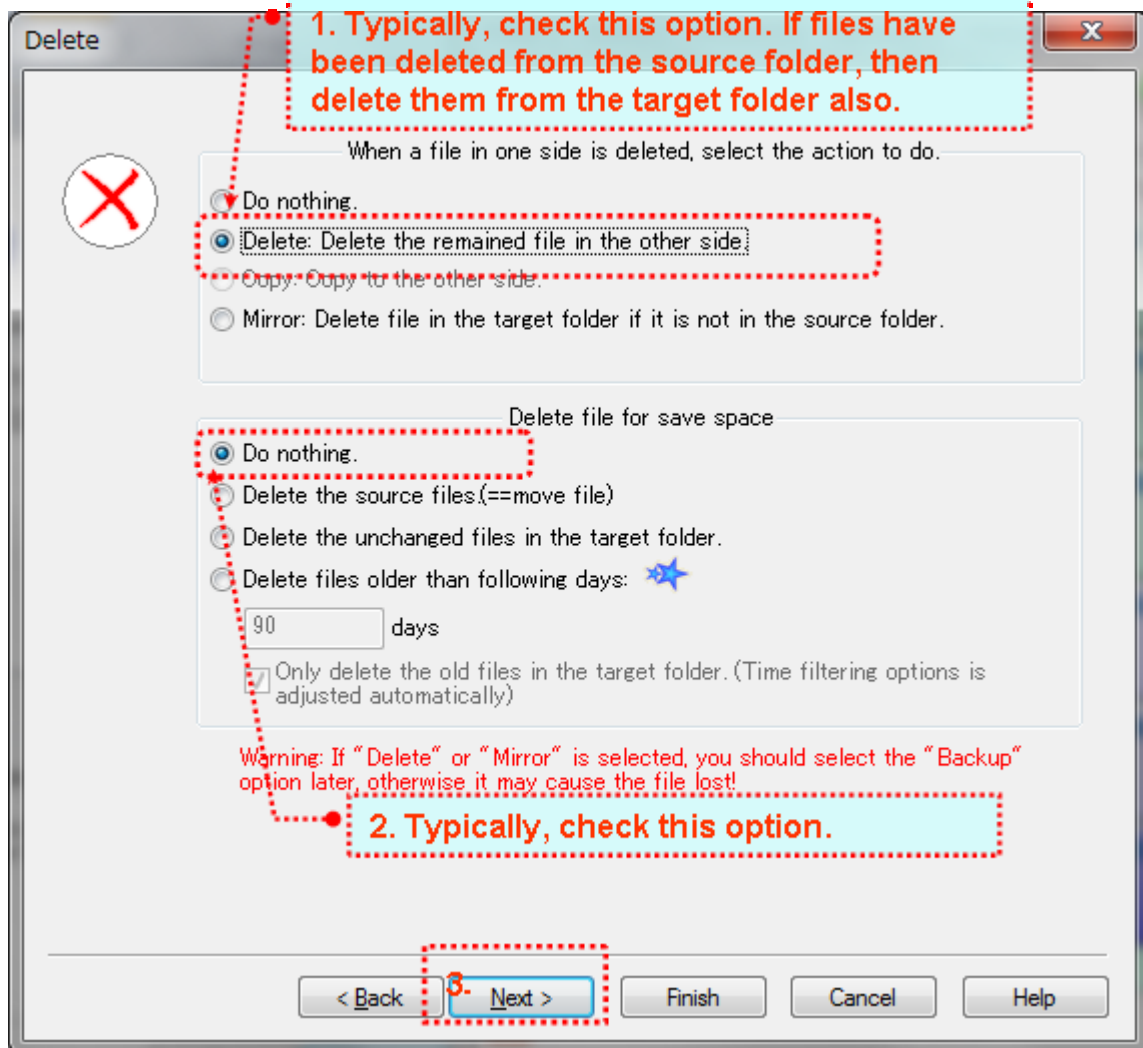 Delete
1. Typically, check this option. If files have
been deleted from the source folder, then
delete them from the target folder also.
When a file in one side is deleted, select the action to do.
Do nothing.
Delete: Delete the remained file in the other side.
Copy: Copy to the other side.
Mirror: Delete file in the target folder if it is not in the source folder.
Delete file for save space
Do nothing.
Delete the source files.(==move file)
Delete the unchanged files in the target folder.
Delete files older than following days:
90 days
Only delete the old files in the target folder. (Time filtering options is
adjusted automatically)
Warning: If "Delete" or "Mirror" is selected, you should select the "Backup"
option later, otherwise it may cause the file lost!
2. Typically, check this option.
3.
< Back Next > Finish Cancel Help